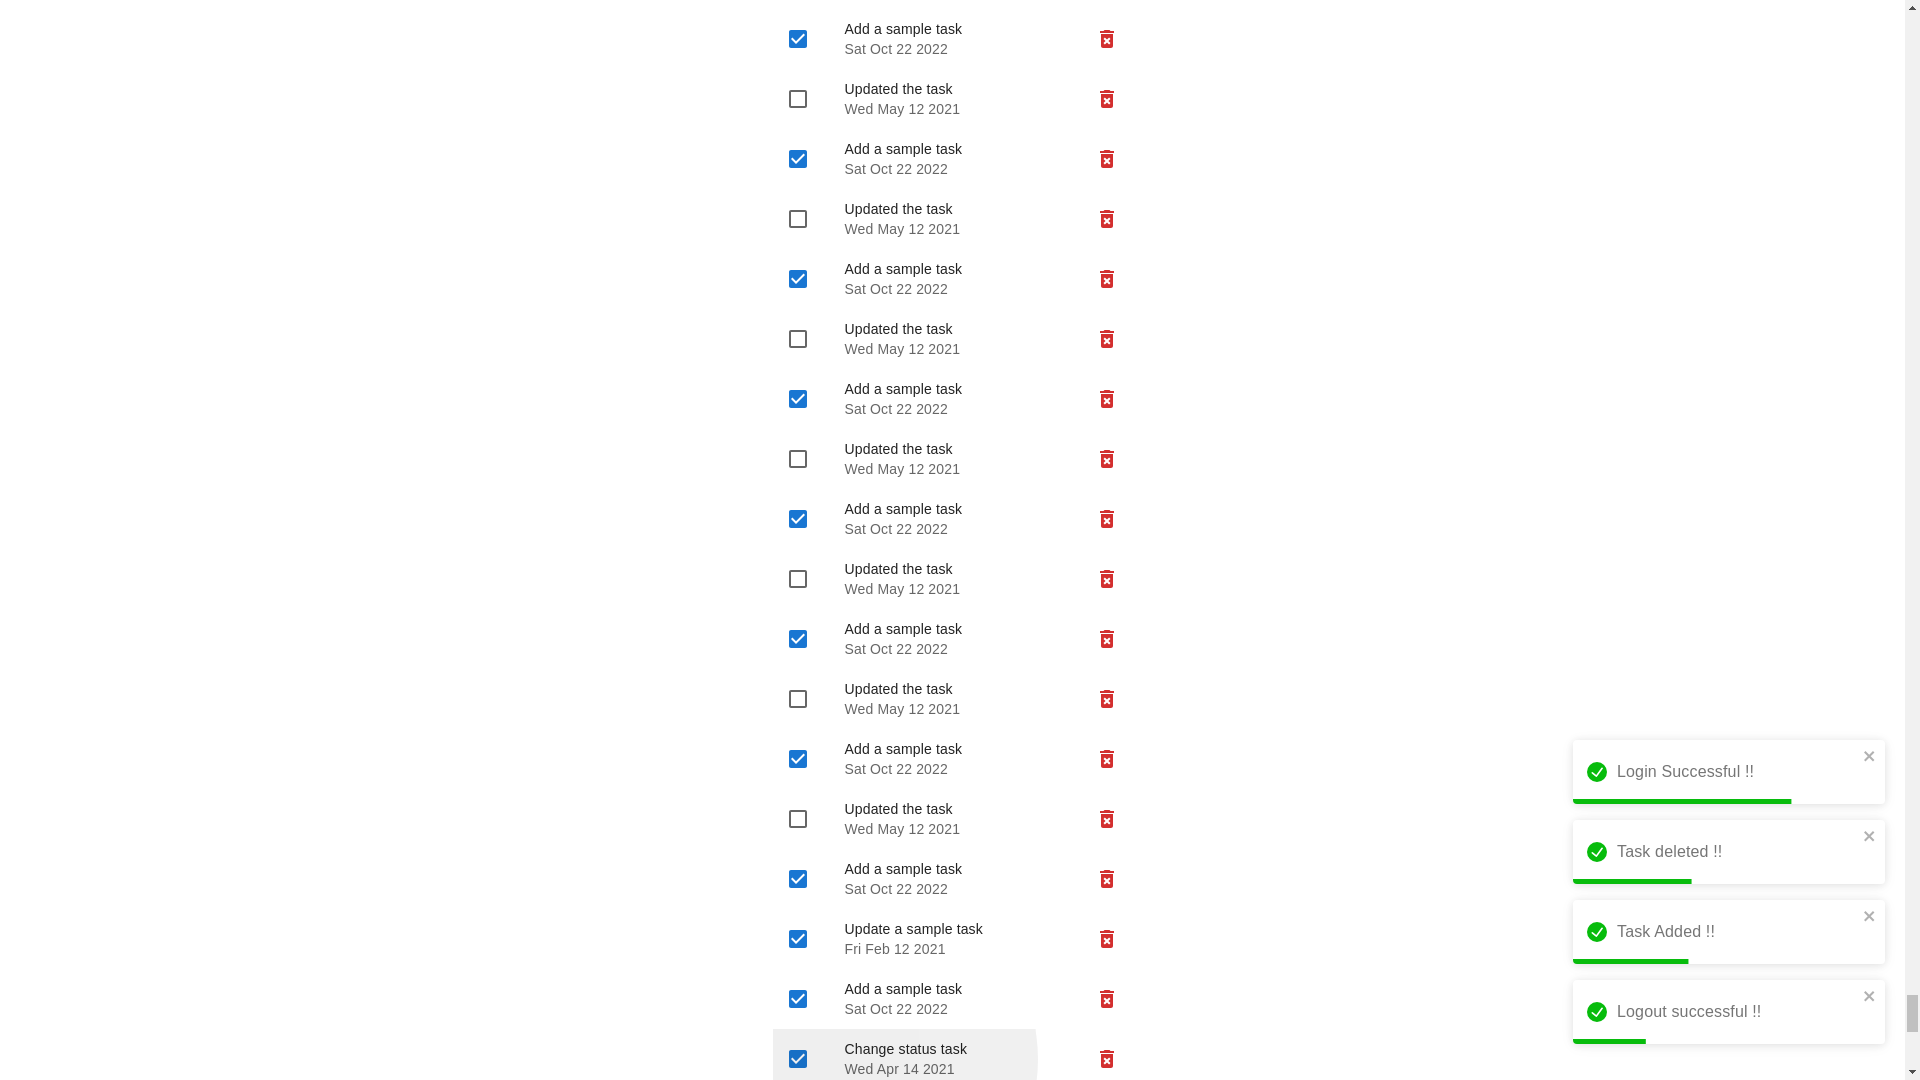 Add a sample task
Sat Oct 22 2022
Updated the task
Wed May 12 2021
Add a sample task
Sat Oct 22 2022
Updated the task
Wed May 12 2021
Add a sample task
Sat Oct 22 2022
Updated the task
Wed May 12 2021
Add a sample task
Sat Oct 22 2022
Updated the task
Wed May 12 2021
Add a sample task
Sat Oct 22 2022
Updated the task
Wed May 12 2021
Add a sample task
Sat Oct 22 2022
Updated the task
Wed May 12 2021
Add a sample task
Sat Oct 22 2022
Updated the task
Wed May 12 2021
Add a sample task
Sat Oct 22 2022
Update a sample task
Fri Feb 12 2021
Add a sample task
Sat Oct 22 2022
Change status task
Wed Apr 14 2021
Login Successful !!
Task deleted !!
Task Added !!
Logout successful !!